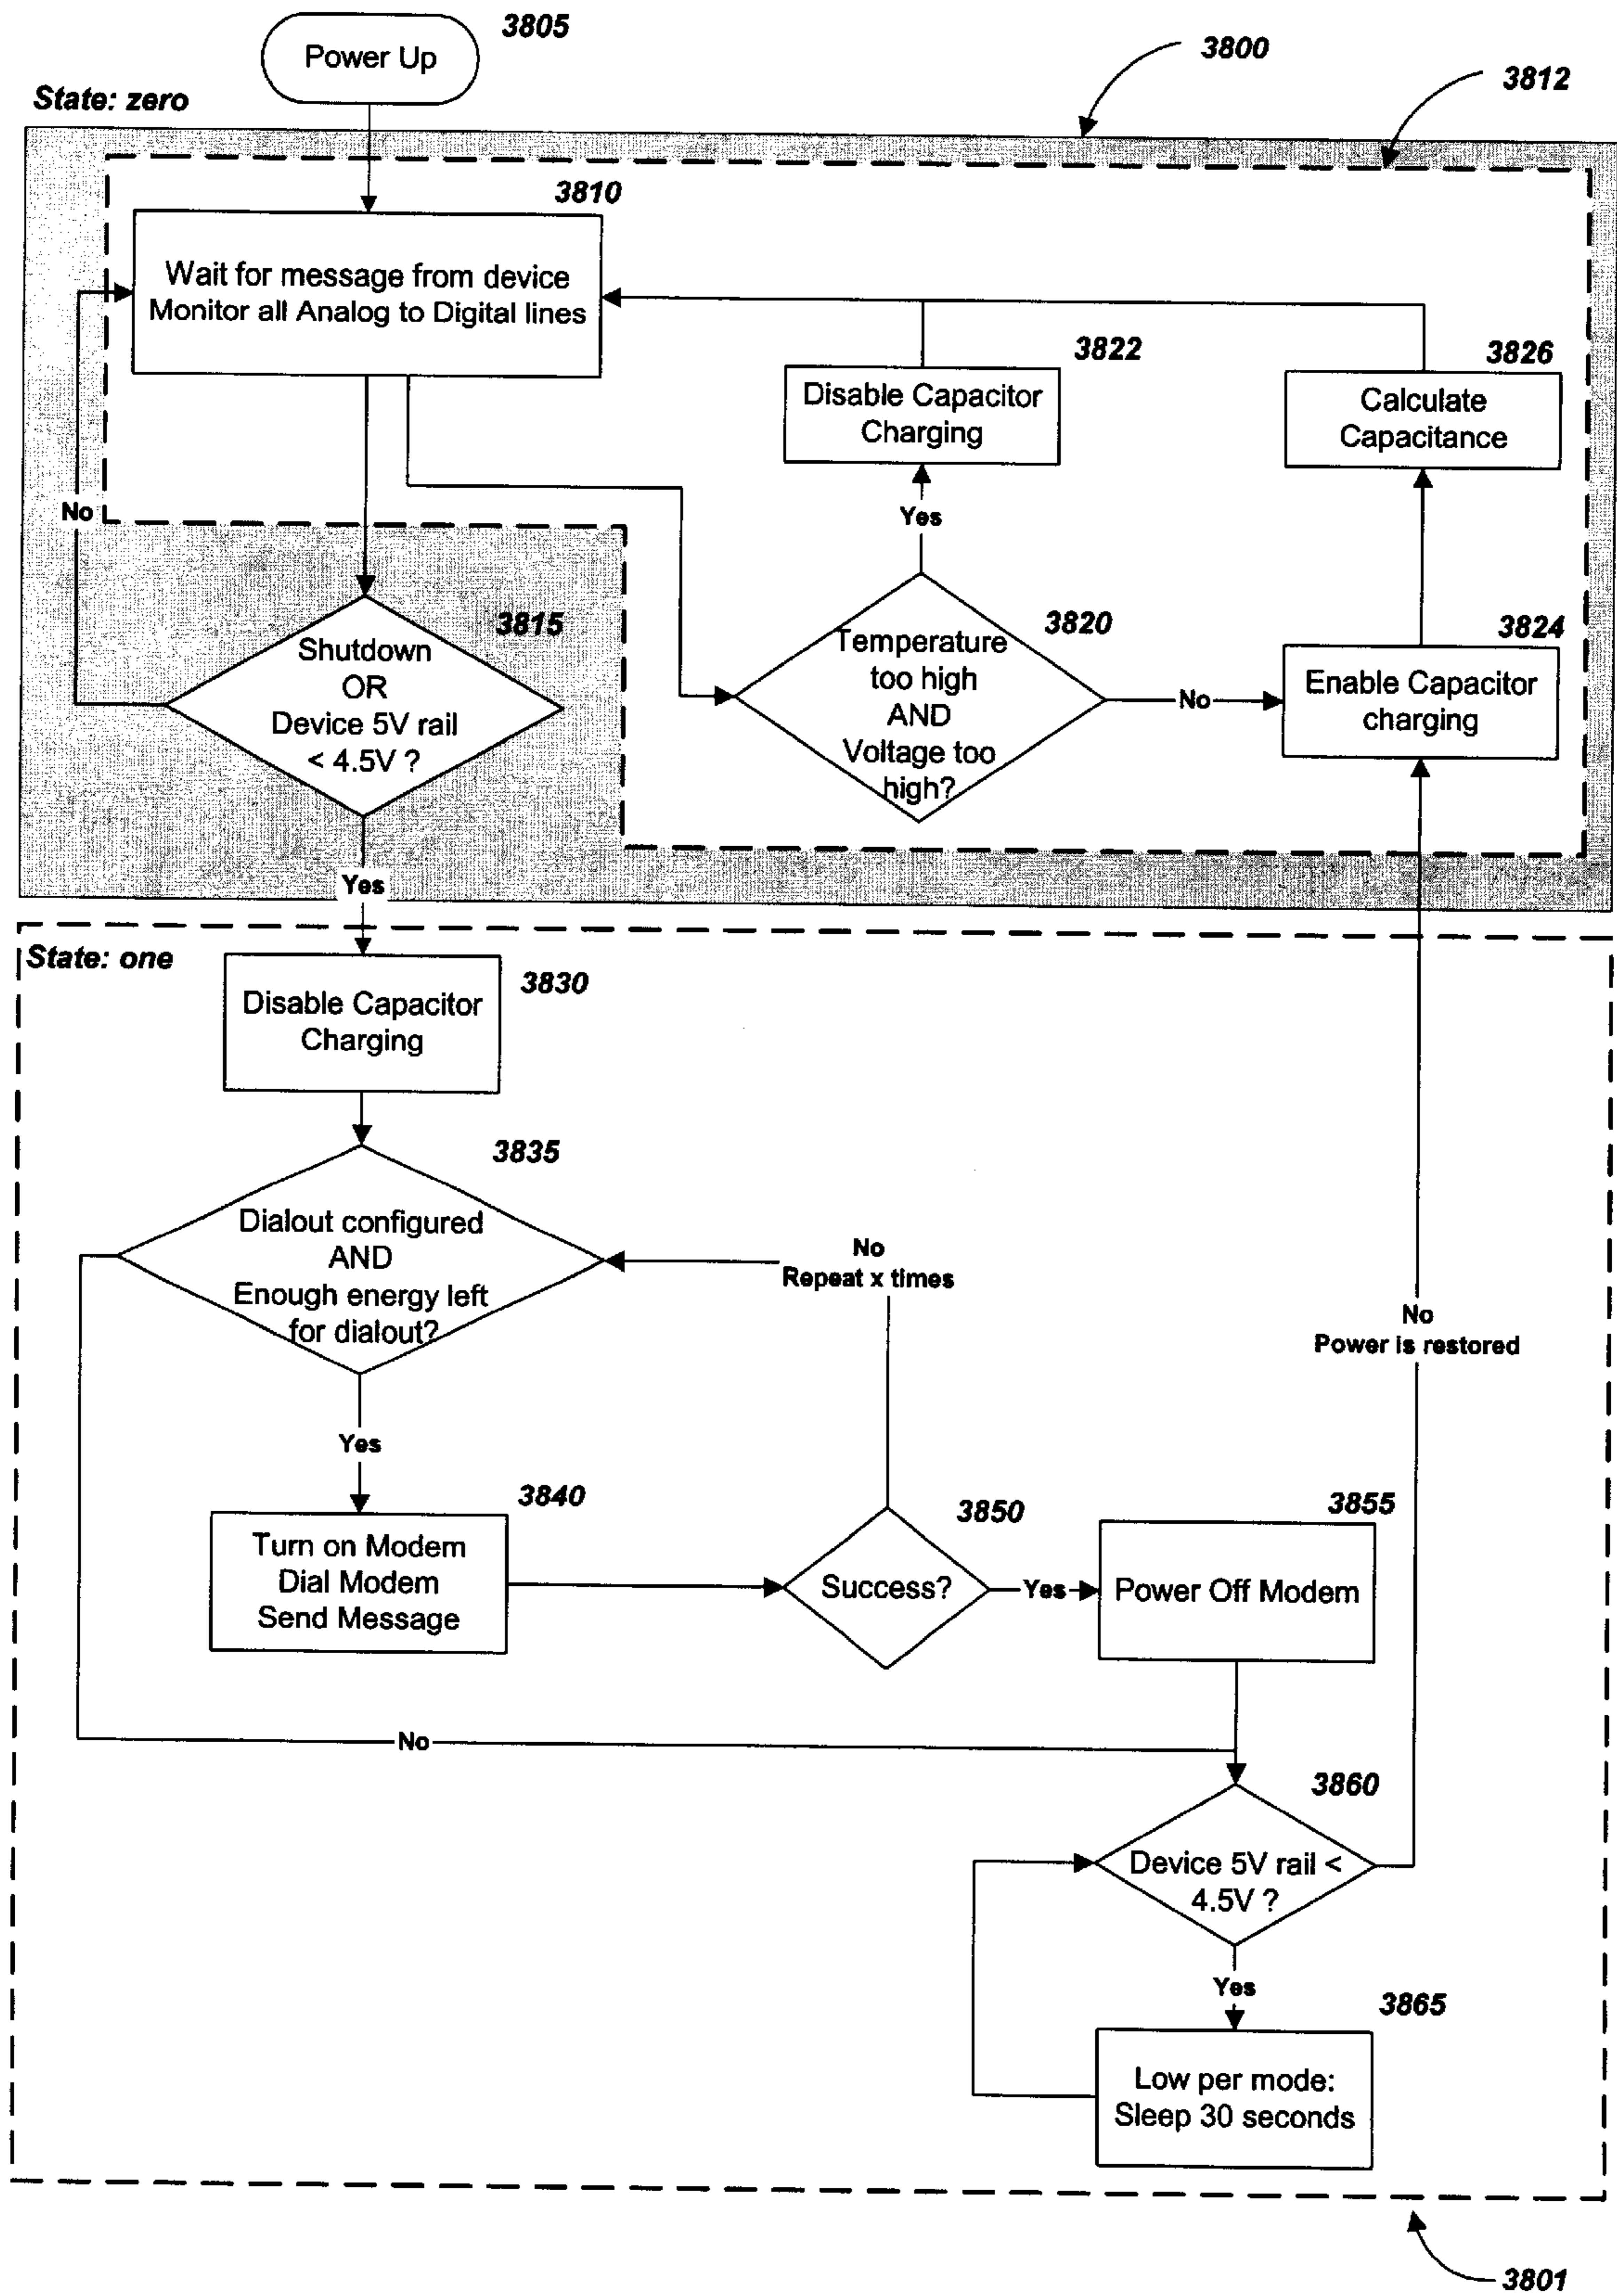 3805
Power Up
3800
3812
State: zero
3810
Wait for message from device
Monitor all Analog to Digital lines
3822
Disable Capacitor
Charging
3826
Calculate
Capacitance
No
Yes
3815
Shutdown
OR
Device 5V rail
< 4.5V ?
3820
Temperature
too high
AND
Voltage too
high?
No
3824
Enable Capacitor
charging
Yes
State: one
3830
Disable Capacitor
Charging
3835
Dialout configured
AND
Enough energy left
for dialout?
No
Repeat x times
No
Power is restored
Yes
3840
Turn on Modem
Dial Modem
Send Message
3850
Success?
Yes
3855
Power Off Modem
No
3860
Device 5V rail <
4.5V ?
Yes
3865
Low per mode:
Sleep 30 seconds
3801